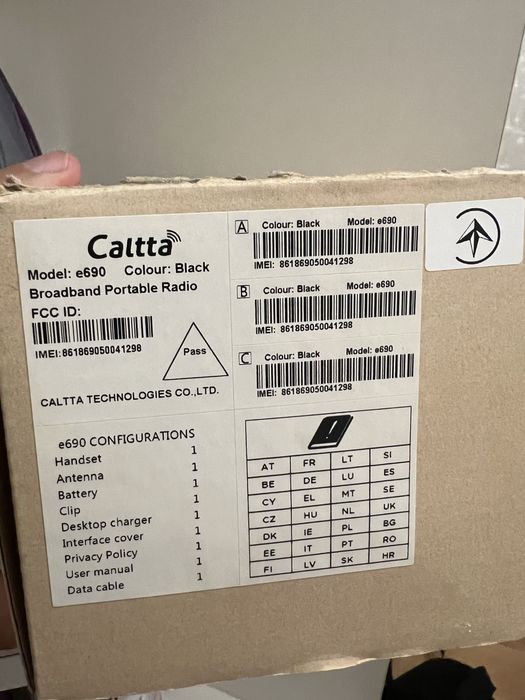 Caltta
Model: e690 Colour: Black
Broadband Portable Radio
FCC ID:
IMEI:861869050041298
Pass
CALTTA TECHNOLOGIES CO.,LTD.
A Colour: Black Model: e690
IMEI: 861869050041298
B Colour: Black Model: e690
IMEI: 861869050041298
C Colour: Black Model: e690
IMEI: 861869050041298
e690 CONFIGURATIONS
Handset 1
Antenna 1
Battery 1
Clip 1
Desktop charger 1
Interface cover 1
Privacy Policy 1
User manual 1
Data cable 1
AT FR LT SI
BE DE LU ES
CY EL MT SE
CZ HU NL UK
DK IE PL BG
EE IT PT RO
FI LV SK HR